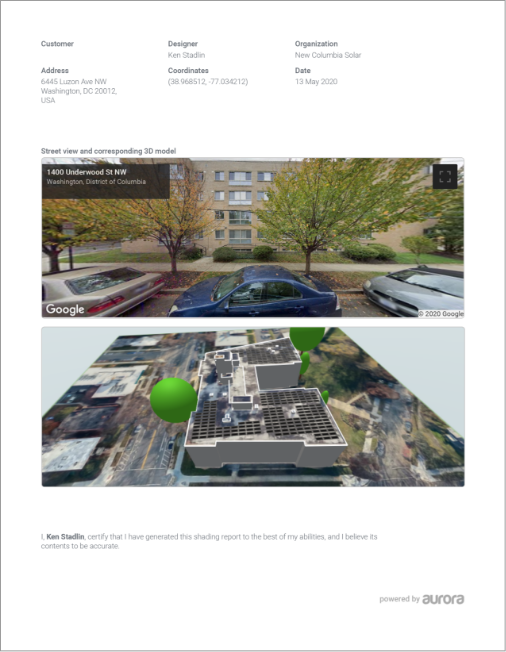 Customer
Designer
Ken Stadlin
Organization
New Columbia Solar
Address
6445 Luzon Ave NW
Washington, DC 20012,
USA
Coordinates
(38.968512, -77.034212)
Date
13 May 2020
Street view and corresponding 3D model
1400 Underwood St NW
Washington, District of Columbia
Google
© 2020 Google
I, Ken Stadlin, certify that I have generated this shading report to the best of my abilities, and I believe its
contents to be accurate.
powered by aurora